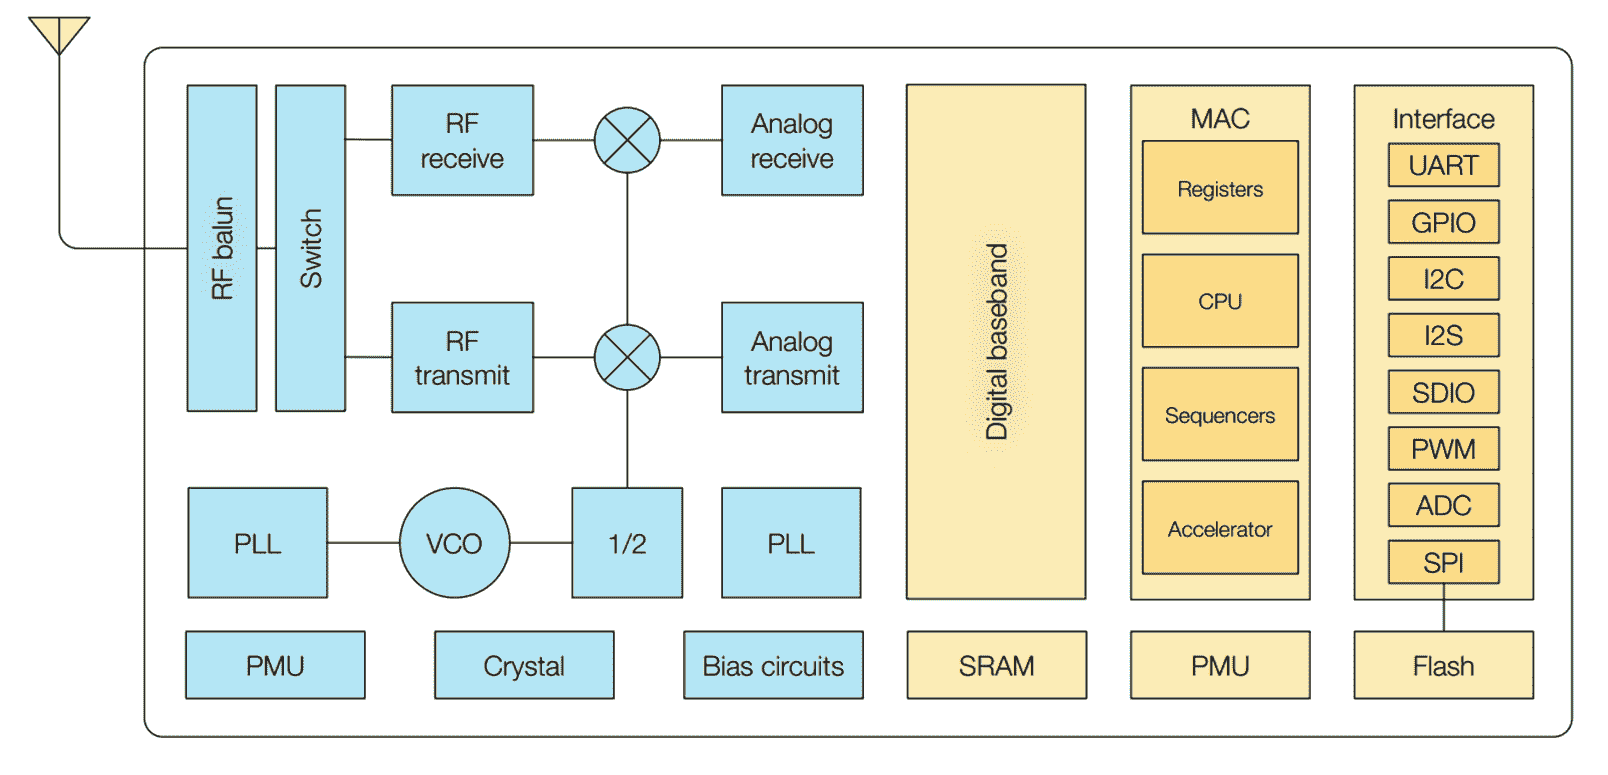 RF balun
Switch
RF
receive
Analog
receive
RF
transmit
Analog
transmit
PLL
VCO
1/2
PLL
PMU
Crystal
Bias circuits
Digital baseband
SRAM
MAC
Registers
CPU
Sequencers
Accelerator
PMU
Interface
UART
GPIO
I2C
I2S
SDIO
PWM
ADC
SPI
Flash